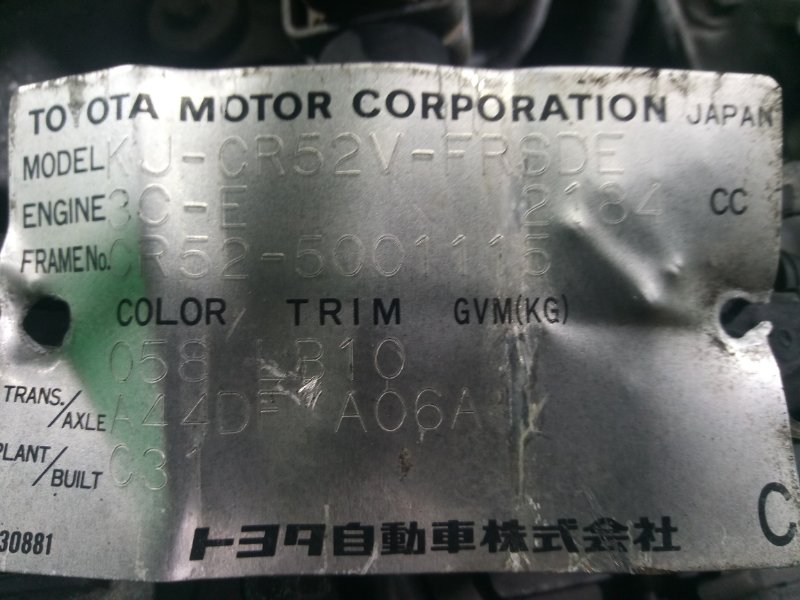 TOYOTA MOTOR CORPORATION JAPAN
MODEL KJ-CR52V-FRSDE
ENGINE 3C-E 2184 CC
FRAME No. CR52-5001115
COLOR TRIM GVM(KG)
058 LB10
TRANS./AXLE A44DF A06A
PLANT/BUILT C31
30881 トヨタ自動車株式会社 C